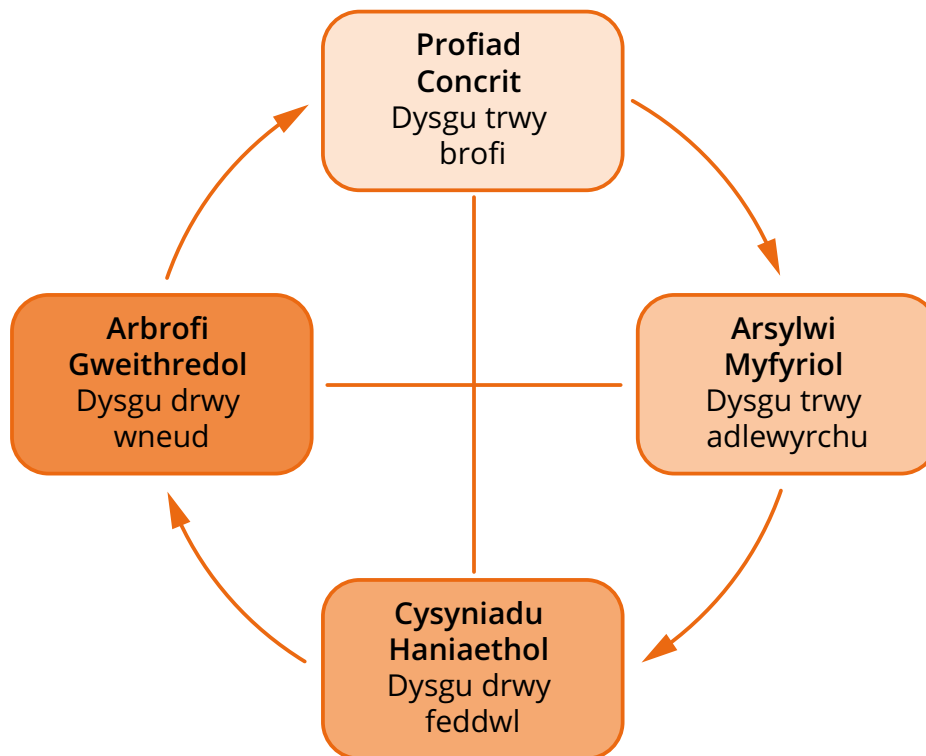 Profiad
Concrit
Dysgu trwy
brofi
Arbrofi
Gweithredol
Dysgu drwy
wneud
Arsylwi
Myfyriol
Dysgu trwy
adlewyrchu
Cysyniadu
Haniaethol
Dysgu drwy
feddwl